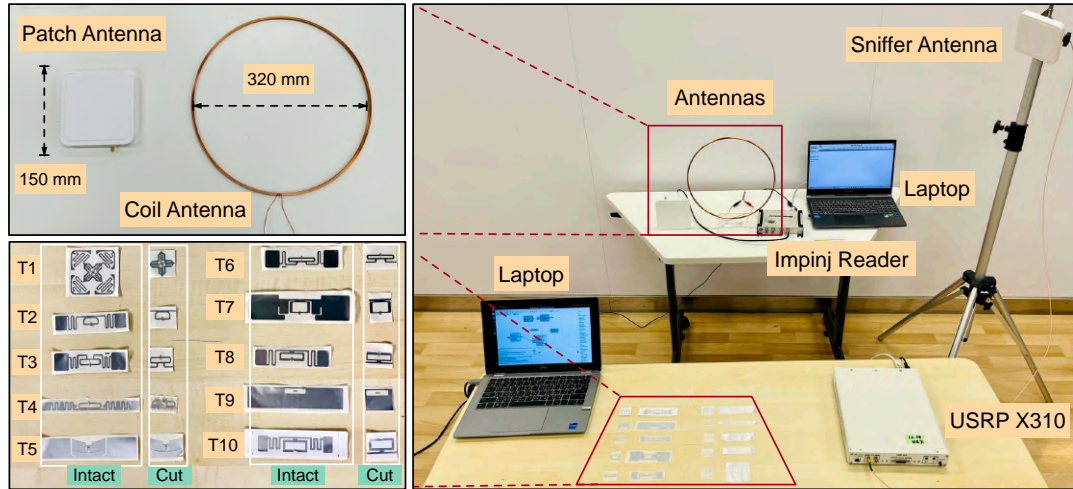 Patch Antenna
150 mm
320 mm
Coil Antenna
T1
T2
T3
T4
T5
Intact
Cut
T6
T7
T8
T9
T10
Intact
Cut
Sniffer Antenna
Antennas
Laptop
Impinj Reader
Laptop
USRP X310